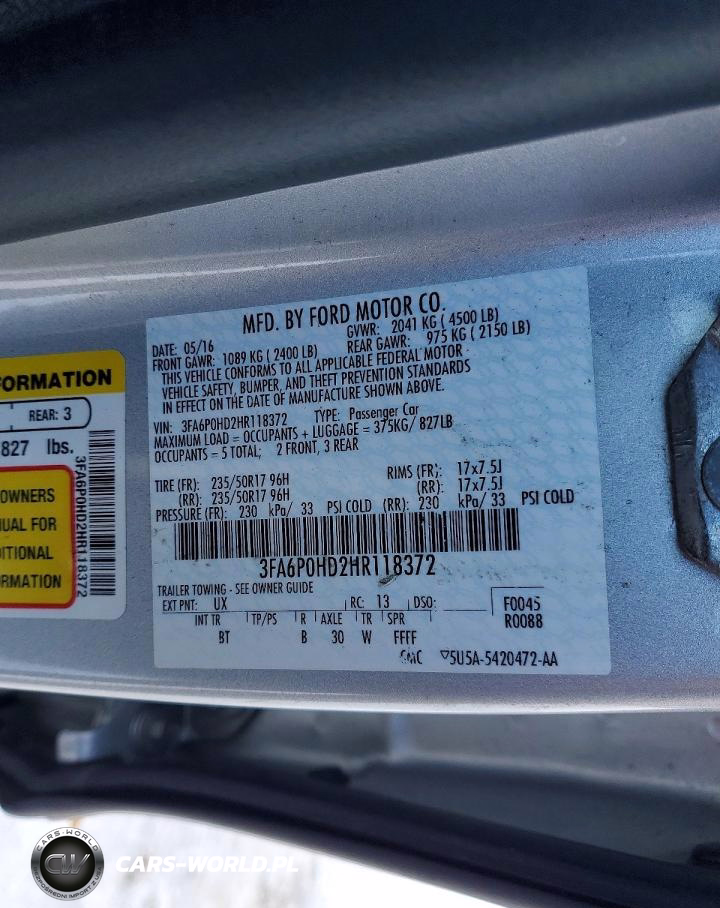 MFD. BY FORD MOTOR CO.
DATE: 05/16 GVWR: 2041 KG ( 4500 LB)
FRONT GAWR: 1089 KG ( 2400 LB) REAR GAWR: 975 KG ( 2150 LB)
THIS VEHICLE CONFORMS TO ALL APPLICABLE FEDERAL MOTOR
VEHICLE SAFETY, BUMPER, AND THEFT PREVENTION STANDARDS
IN EFFECT ON THE DATE OF MANUFACTURE SHOWN ABOVE.
VIN: 3FA6P0HD2HR118372 TYPE: Passenger Car
MAXIMUM LOAD = OCCUPANTS + LUGGAGE = 375KG/ 827LB
OCCUPANTS = 5 TOTAL; 2 FRONT, 3 REAR
TIRE (FR): 235/50R17 96H RIMS (FR): 17x7.5J
(RR): 235/50R17 96H (RR): 17x7.5J
PRESSURE (FR): 230 kPa/ 33 PSI COLD (RR): 230 kPa/ 33 PSI COLD
3FA6P0HD2HR118372
TRAILER TOWING - SEE OWNER GUIDE
EXT PNT: UX RC: 13 DSO: F0045
R0088
INT TR TP/PS R AXLE TR SPR
BT B 30 W FFFF
5U5A-5420472-AA
FORMATION
REAR: 3
827 lbs.
OWNERS
UAL FOR
DITIONAL
ORMATION
3FA6P0HD2HR118372
CARS-WORLD
CW
CARS-WORLD.PL